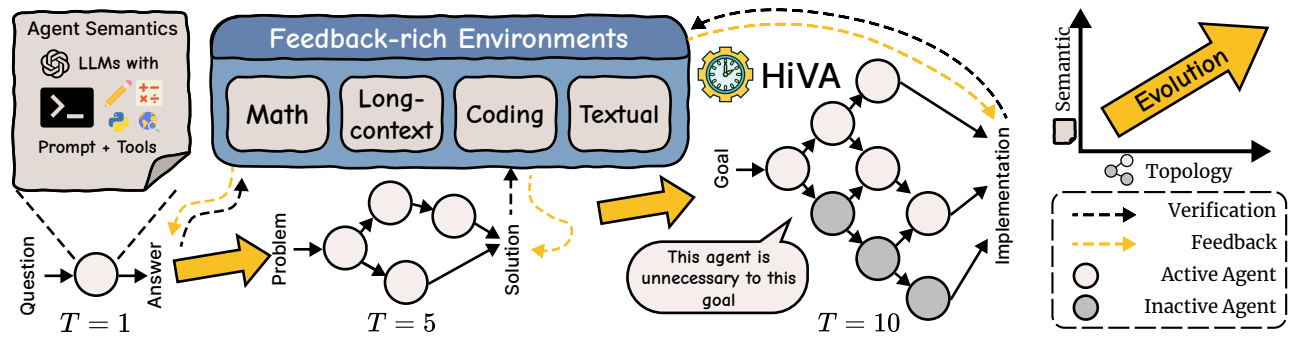 Agent Semantics
LLMs with
Prompt + Tools
Feedback-rich Environments
Math
Long-
context
Coding
Textual
HiVA
Question
Answer
T = 1
Problem
Solution
T = 5
Goal
Implementation
This agent is
unnecessary to this
goal
T = 10
Semantic
Evolution
Topology
Verification
Feedback
Active Agent
Inactive Agent